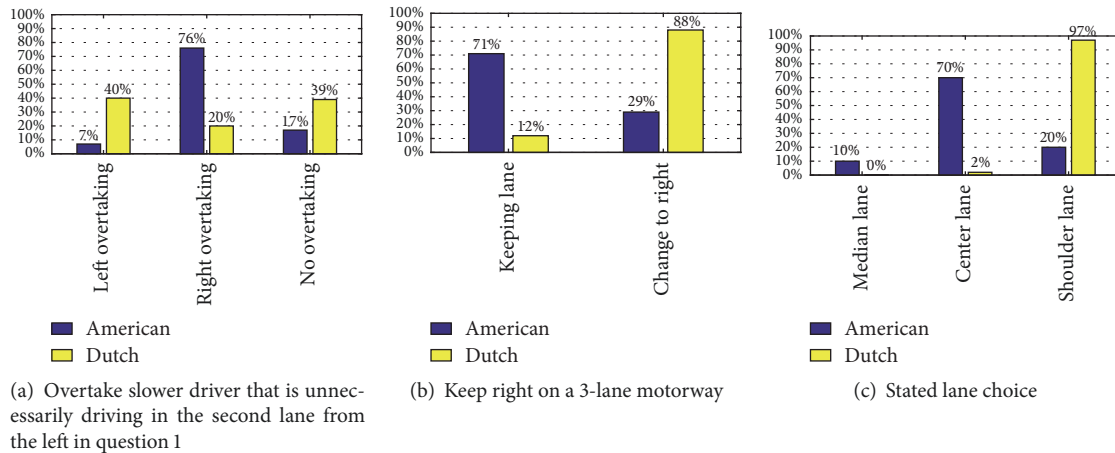 100%
90%
80%
70%
60%
50%
40%
30%
20%
10%
0%
7%
40%
76%
20%
17%
39%
Left overtaking
Right overtaking
No overtaking
American
Dutch
(a) Overtake slower driver that is unnec-
essarily driving in the second lane from
the left in question 1
100%
90%
80%
70%
60%
50%
40%
30%
20%
10%
0%
71%
12%
29%
88%
Keeping lane
Change to right
American
Dutch
(b) Keep right on a 3-lane motorway
100%
90%
80%
70%
60%
50%
40%
30%
20%
10%
0%
10%
0%
70%
2%
20%
97%
Median lane
Center lane
Shoulder lane
American
Dutch
(c) Stated lane choice